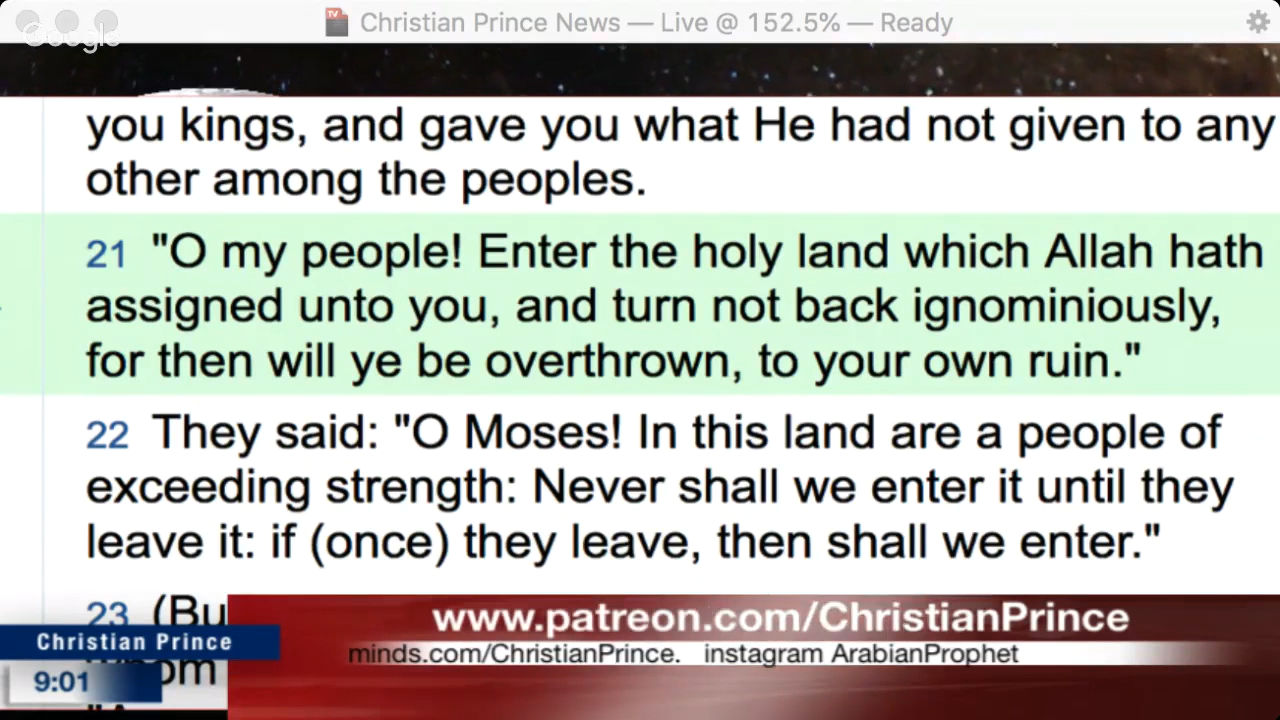 Christian Prince News — Live @ 152.5% — Ready
Google
you kings, and gave you what He had not given to any
other among the peoples.
21 "O my people! Enter the holy land which Allah hath
assigned unto you, and turn not back ignominiously,
for then will ye be overthrown, to your own ruin."
22 They said: "O Moses! In this land are a people of
exceeding strength: Never shall we enter it until they
leave it: if (once) they leave, then shall we enter."
23 (Bu
www.patreon.com/ChristianPrince
Christian Prince
minds.com/ChristianPrince. instagram ArabianProphet
9:01